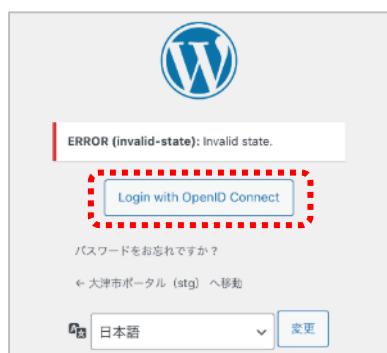 ERROR (invalid-state): Invalid state.
Login with OpenID Connect
パスワードをお忘れですか ?
← 大津市ポータル（stg）へ移動
日本語
変更